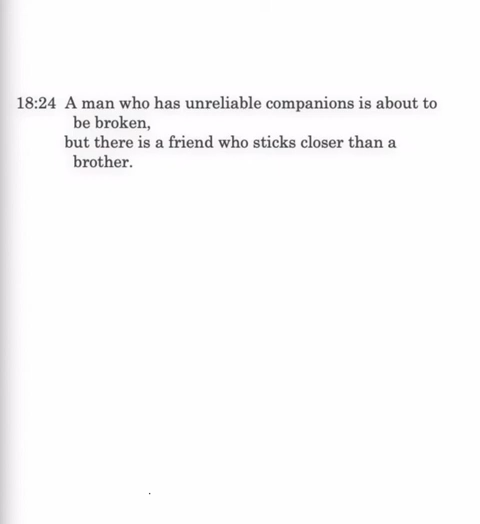 18:24 A man who has unreliable companions is about to
be broken,
but there is a friend who sticks closer than a
brother.